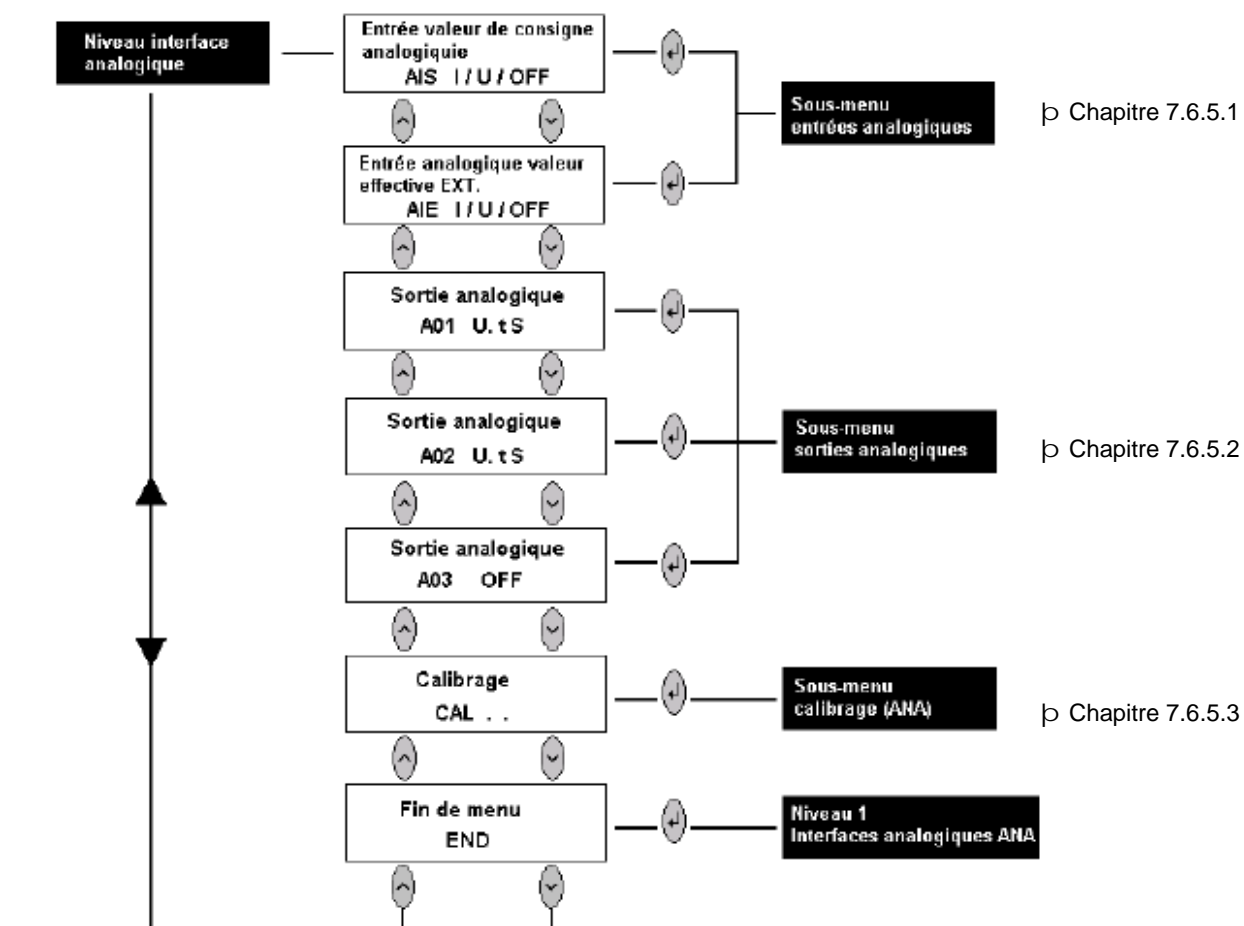 Niveau interface
analogique
Entrée valeur de consigne
analogiquie
AIS I / U / OFF
Sous-menu
entrées analogiques
þ Chapitre 7.6.5.1
Entrée analogique valeur
effective EXT.
AIE I / U / OFF
Sortie analogique
A01 U. t S
Sortie analogique
A02 U. t S
Sous-menu
sorties analogiques
þ Chapitre 7.6.5.2
Sortie analogique
A03 OFF
Calibrage
CAL . .
Sous-menu
calibrage (ANA)
þ Chapitre 7.6.5.3
Fin de menu
END
Niveau 1
Interfaces analogiques ANA